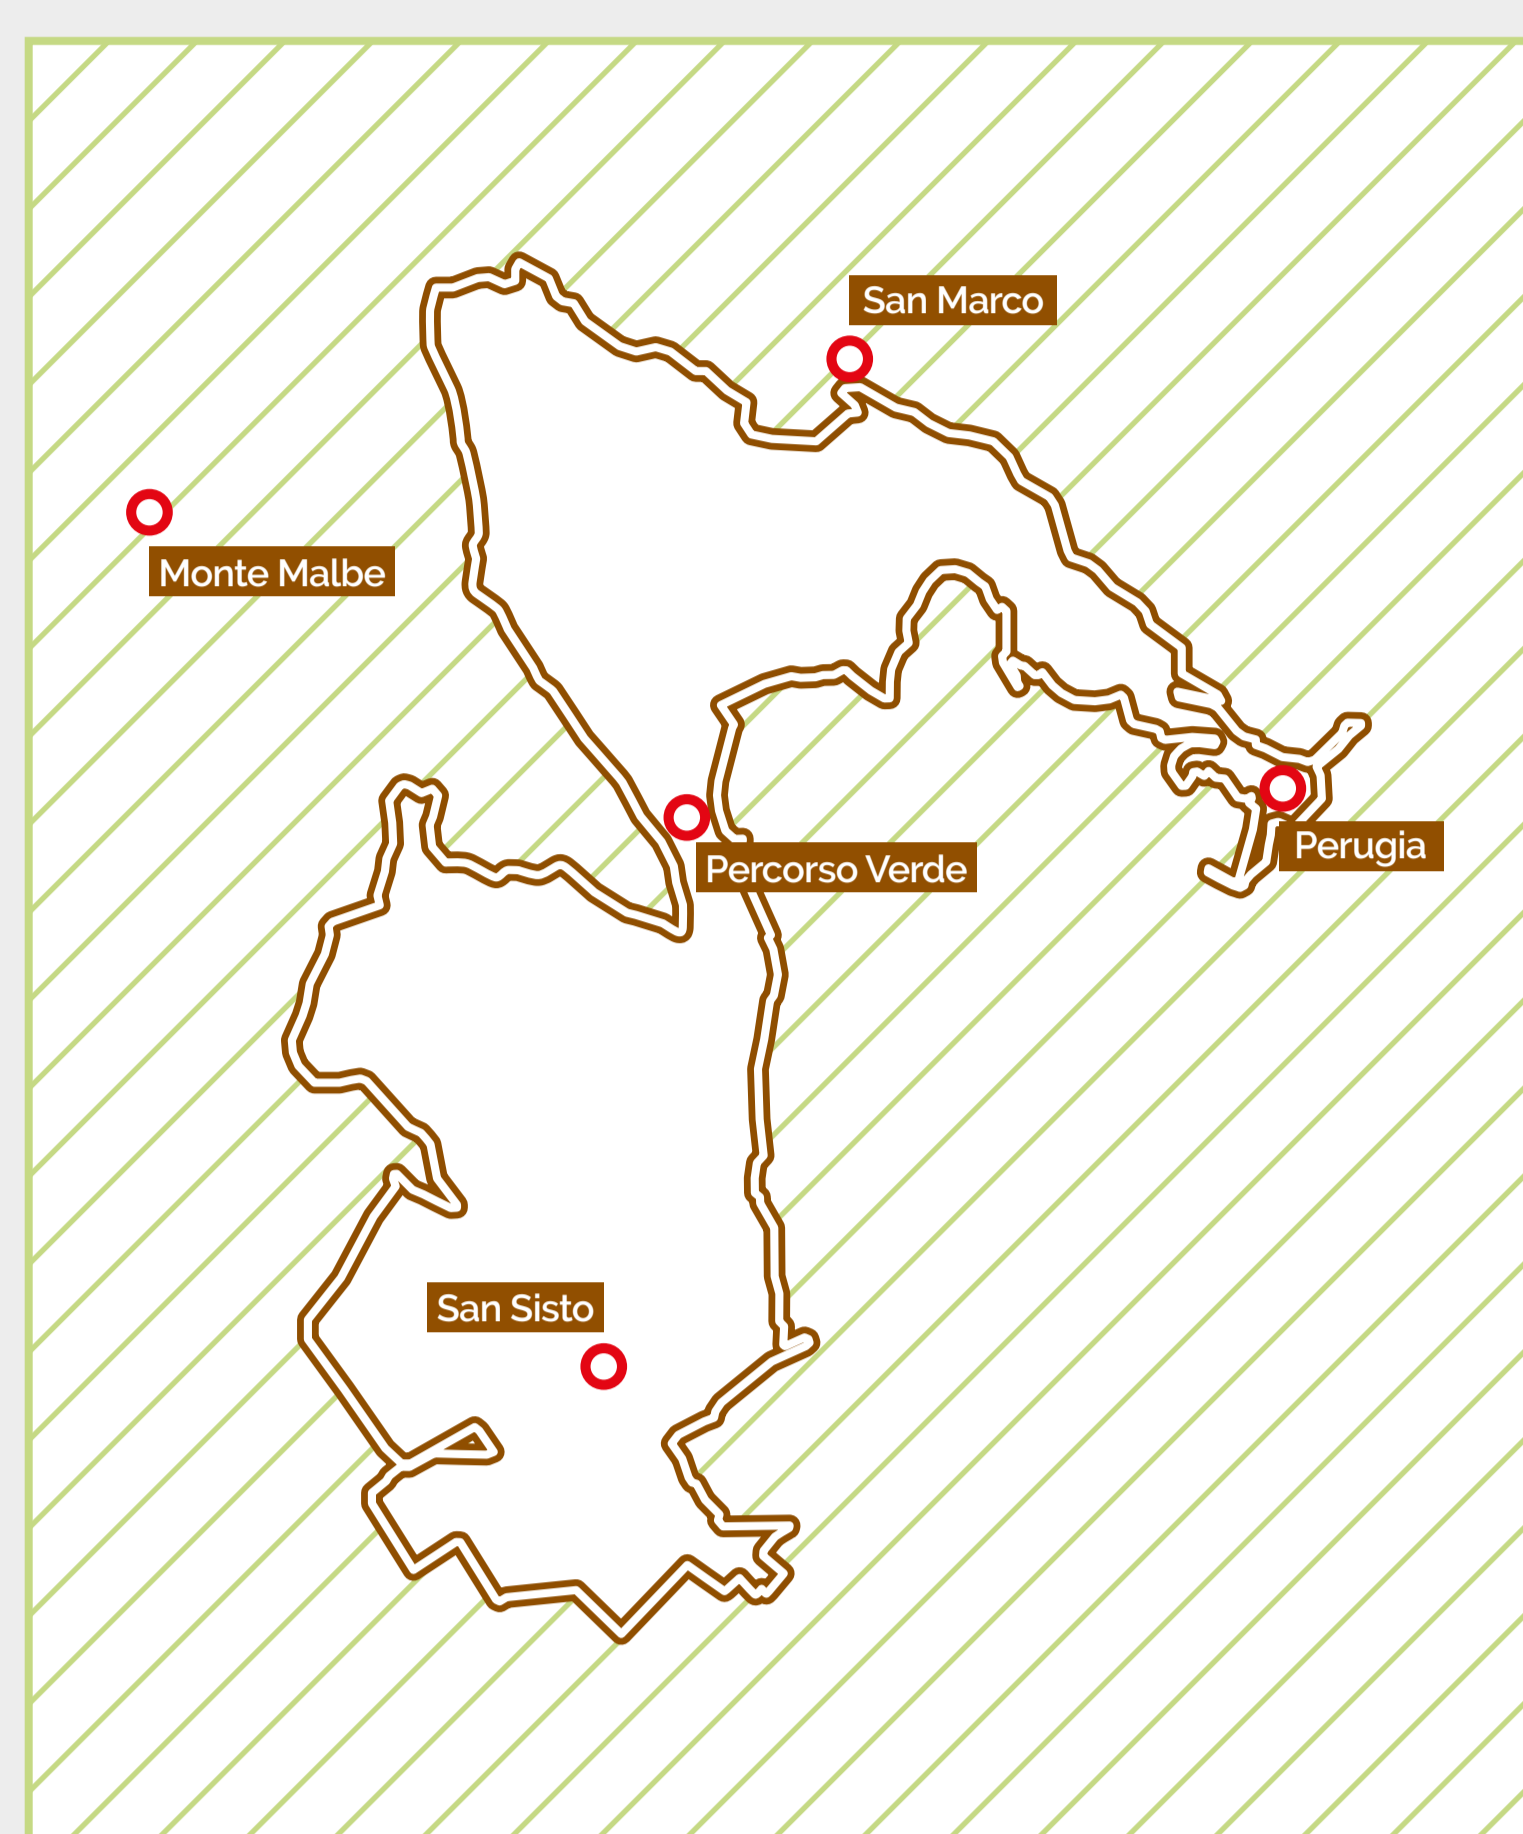 San Marco
Monte Malbe
Perugia
Percorso Verde
San Sisto